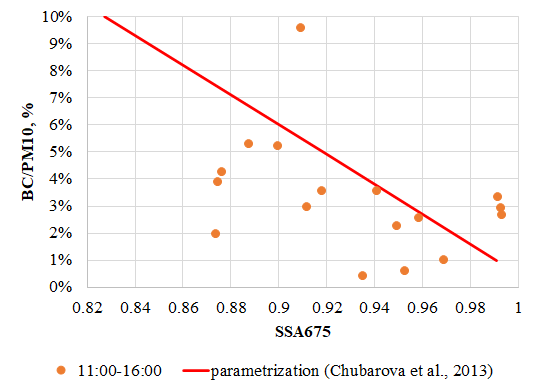 10%
9%
8%
7%
6%
5%
4%
3%
2%
1%
0%
BC/PM10, %
0.82 0.84 0.86 0.88 0.9 0.92 0.94 0.96 0.98 1
SSA675
11:00-16:00 parametrization (Chubarova et al., 2013)